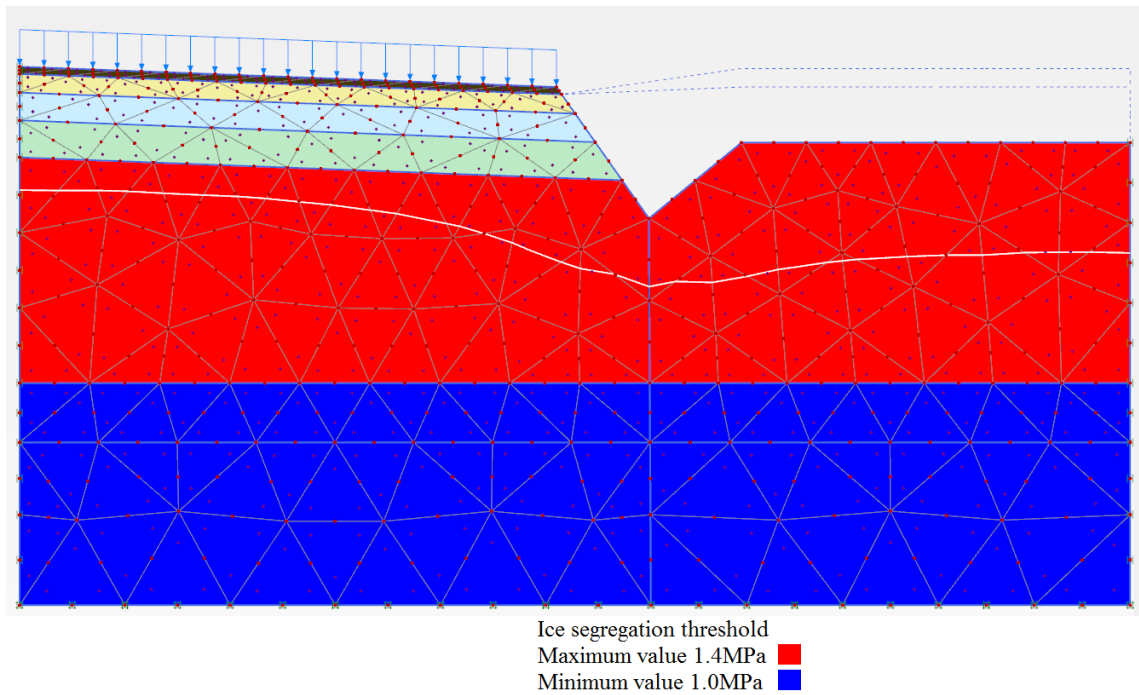 Ice segregation threshold
Maximum value 1.4MPa
Minimum value 1.0MPa